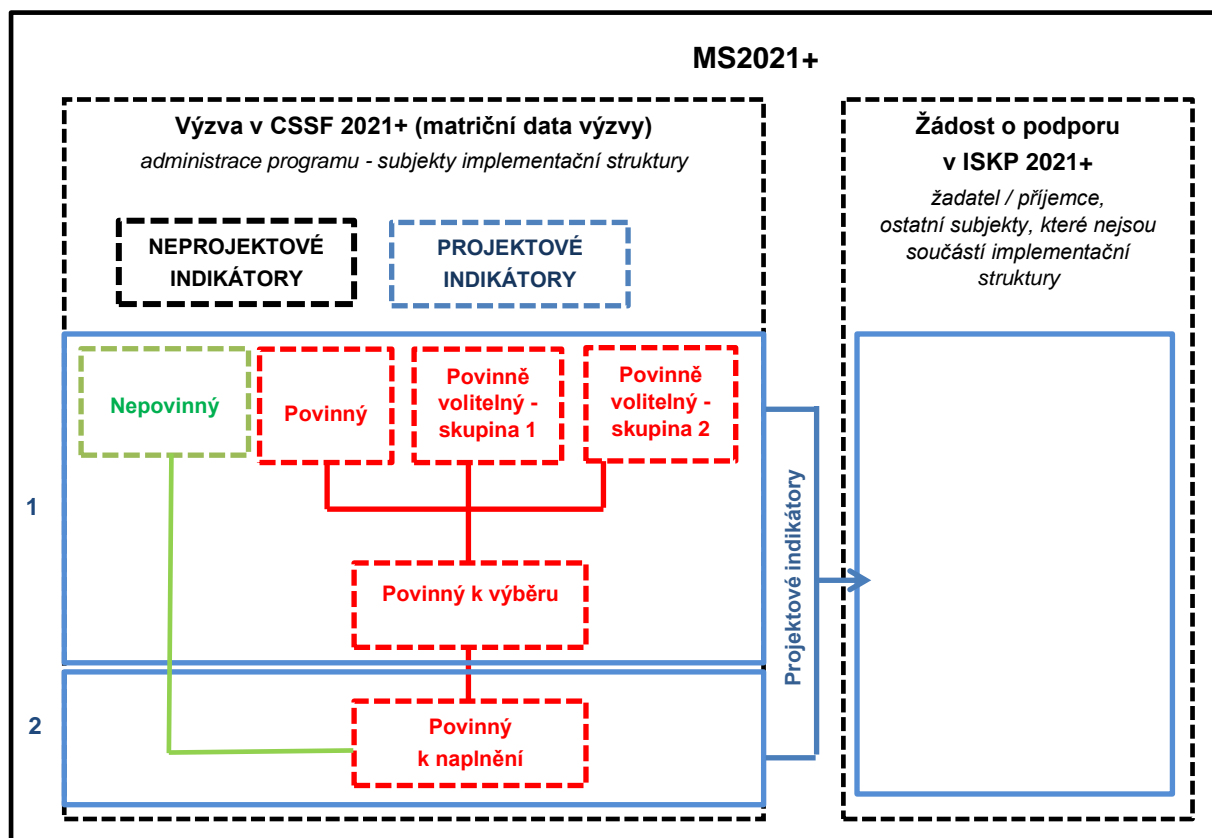 MS2021+
Výzva v CSSF 2021+ (matriční data výzvy)
administrace programu - subjekty implementační struktury
NEPROJEKTOVÉ
INDIKÁTORY
PROJEKTOVÉ
INDIKÁTORY
Žádost o podporu
v ISKP 2021+
žadatel / příjemce,
ostatní subjekty, které nejsou
součástí implementační
struktury
1
Nepovinný
Povinný
Povinně
volitelný -
skupina 1
Povinně
volitelný -
skupina 2
Povinný k výběru
Projektové indikátory
2
Povinný
k naplnění